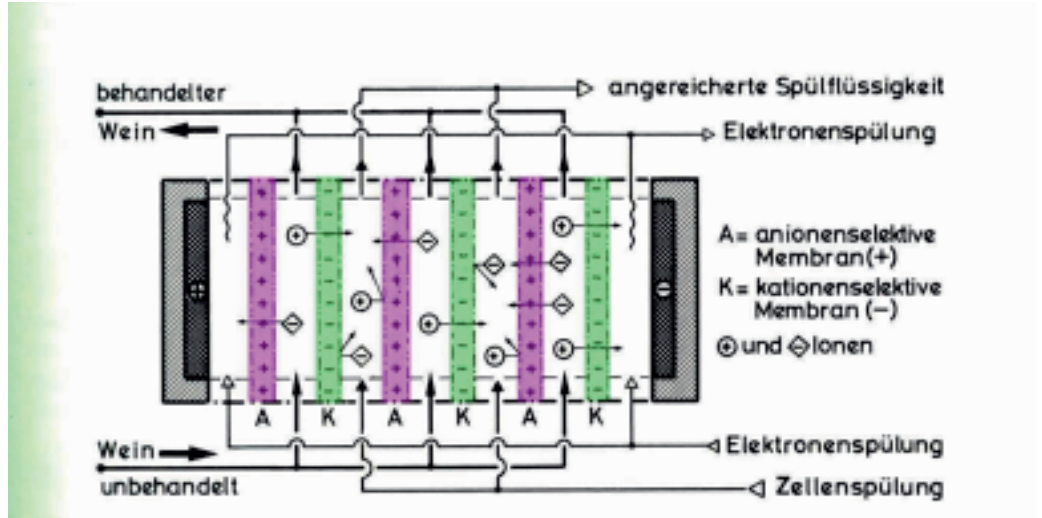 behandelter
Wein
angereicherte Spülflüssigkeit
Elektronenspülung
A= anionenselektive
Membran(+)
K= kationenselektive
Membran (−)
⊕und ⊖Ionen
A K A K A K
Wein
unbehandelt
Elektronenspülung
Zellenspülung